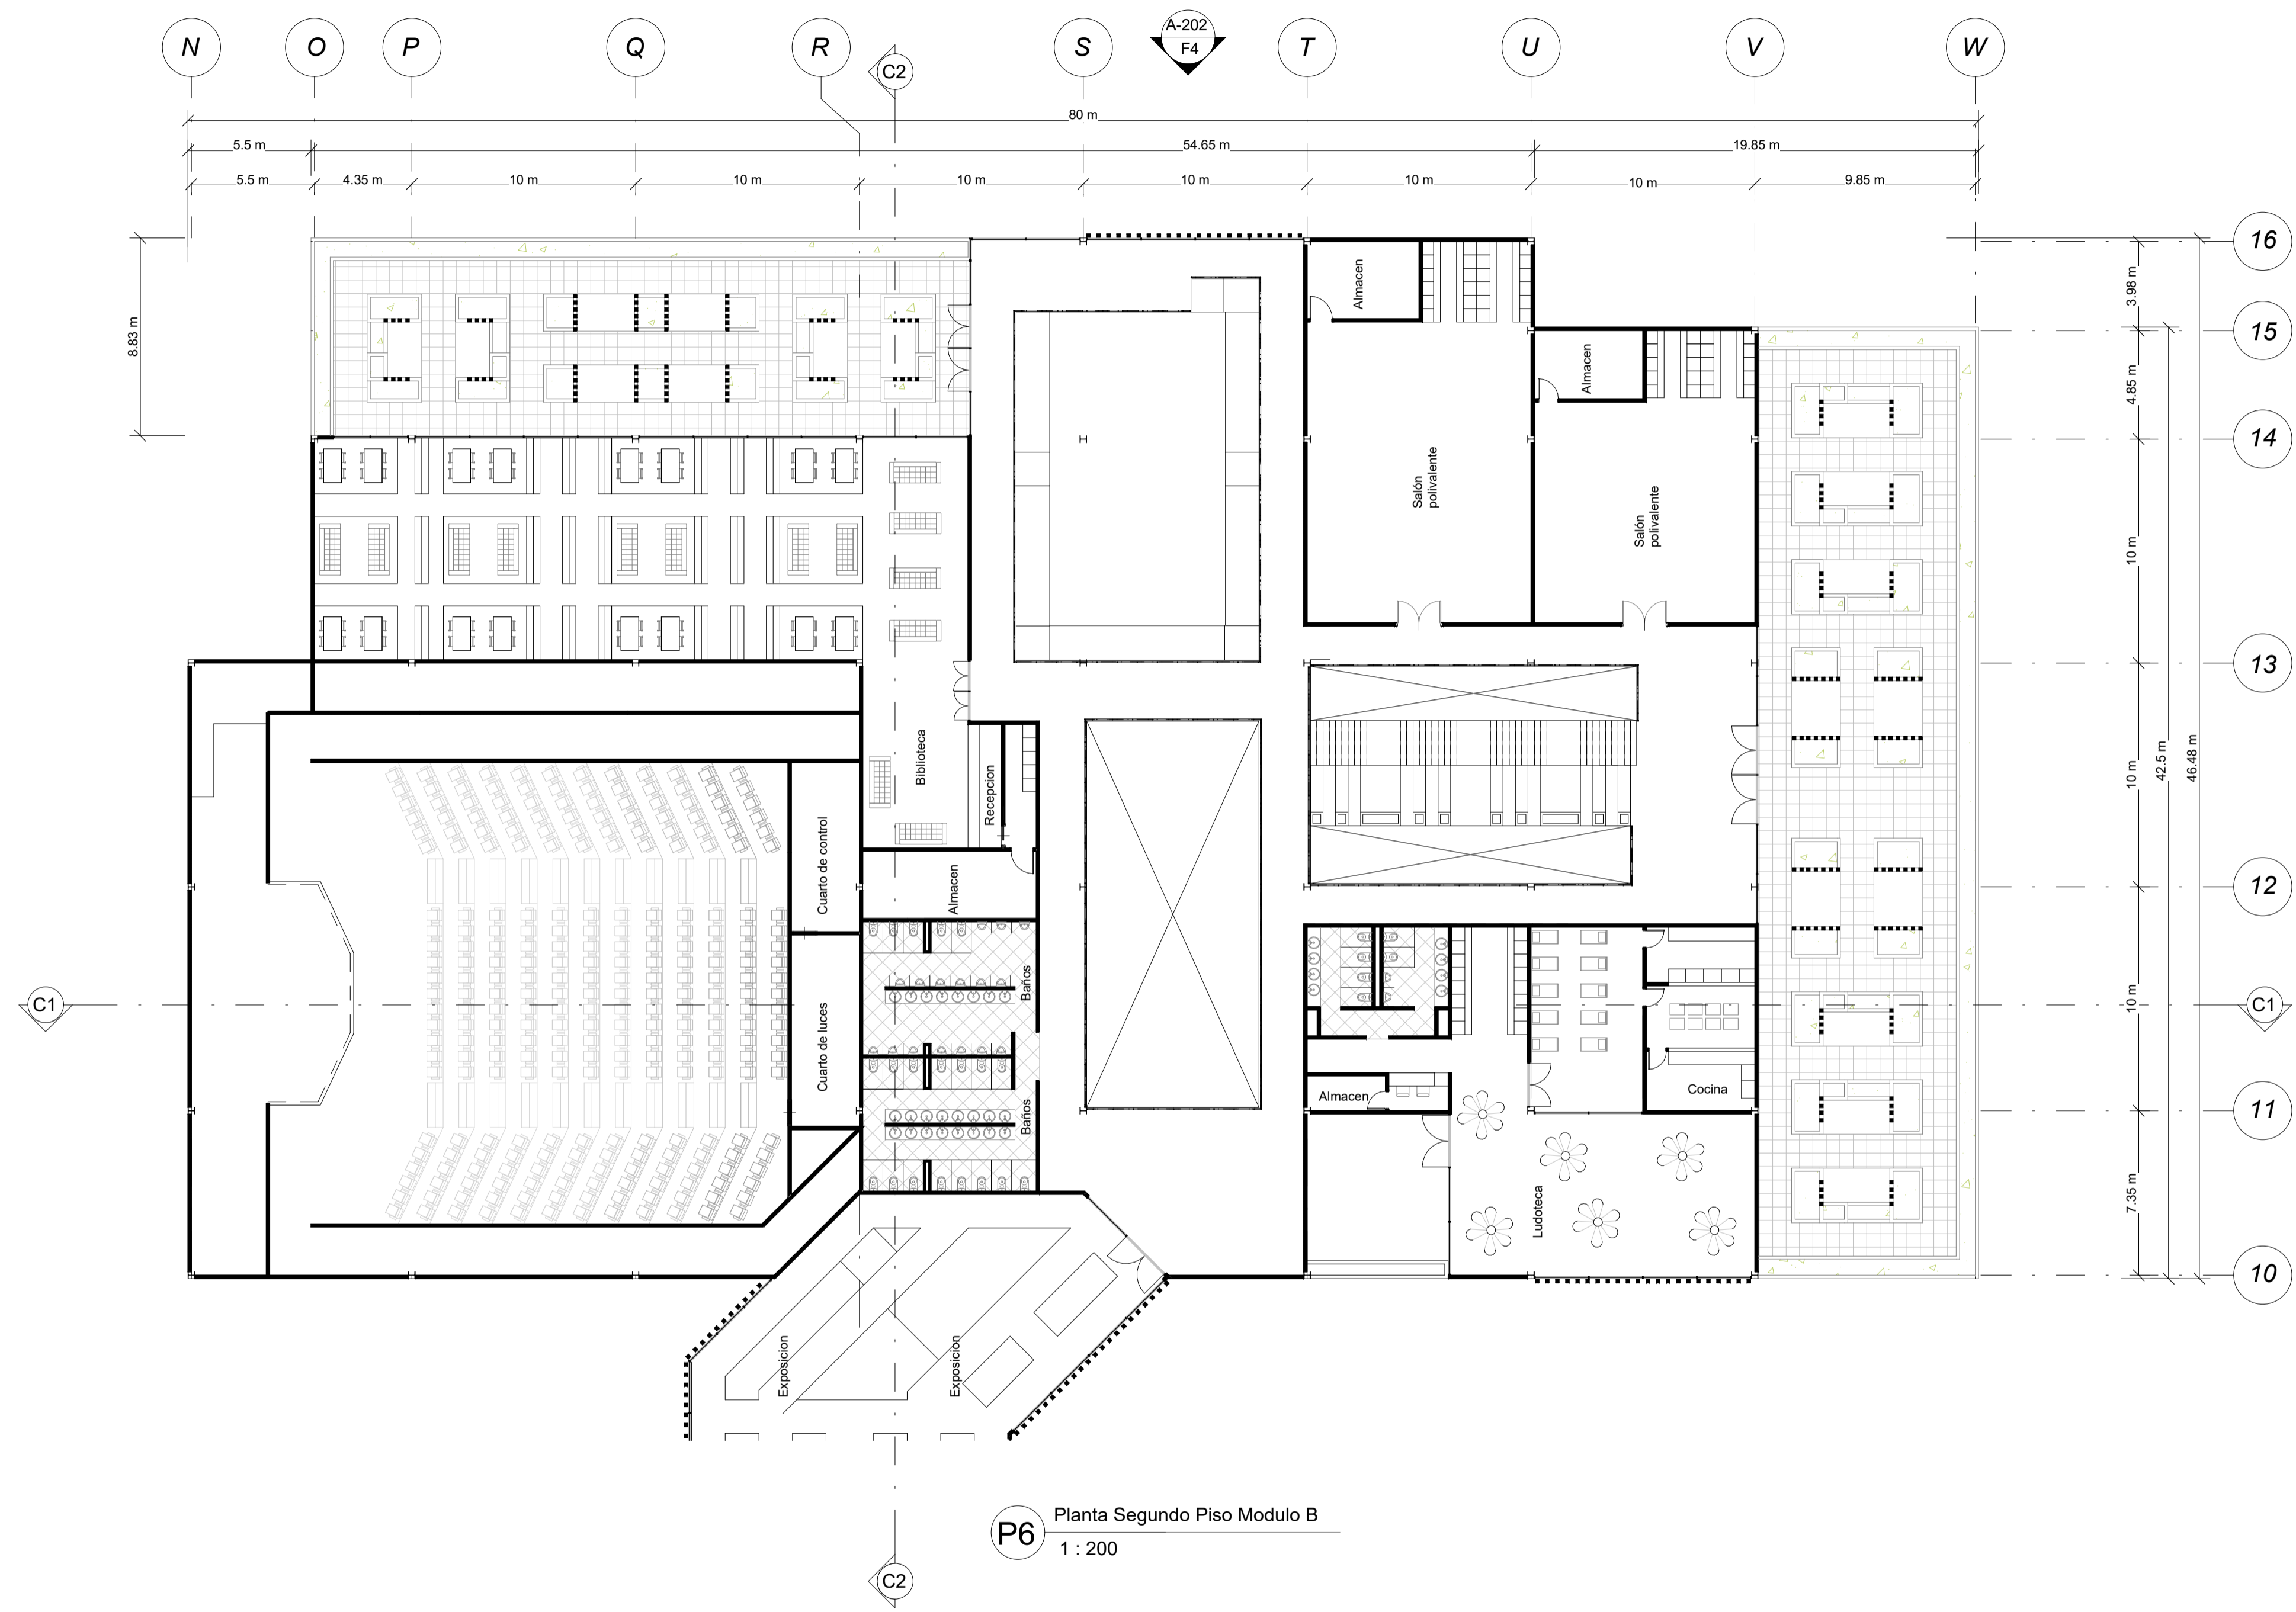 N
O
P
Q
R
C2
S
A-202
F4
T
U
V
W
80 m
5.5 m
54.65 m
19.85 m
5.5 m
4.35 m
10 m
10 m
10 m
10 m
10 m
10 m
9.85 m
16
15
14
13
12
11
10
8.83 m
3.98 m
4.85 m
10 m
10 m
10 m
7.35 m
42.5 m
46.48 m
Almacen
Almacen
Salón
polivalente
Salón
polivalente
Biblioteca
Recepcion
Cuarto de control
Almacen
Baños
Cuarto de luces
Baños
C1
C1
Almacen
Cocina
Ludoteca
Exposicion
Exposicion
P6
Planta Segundo Piso Modulo B
1 : 200
C2